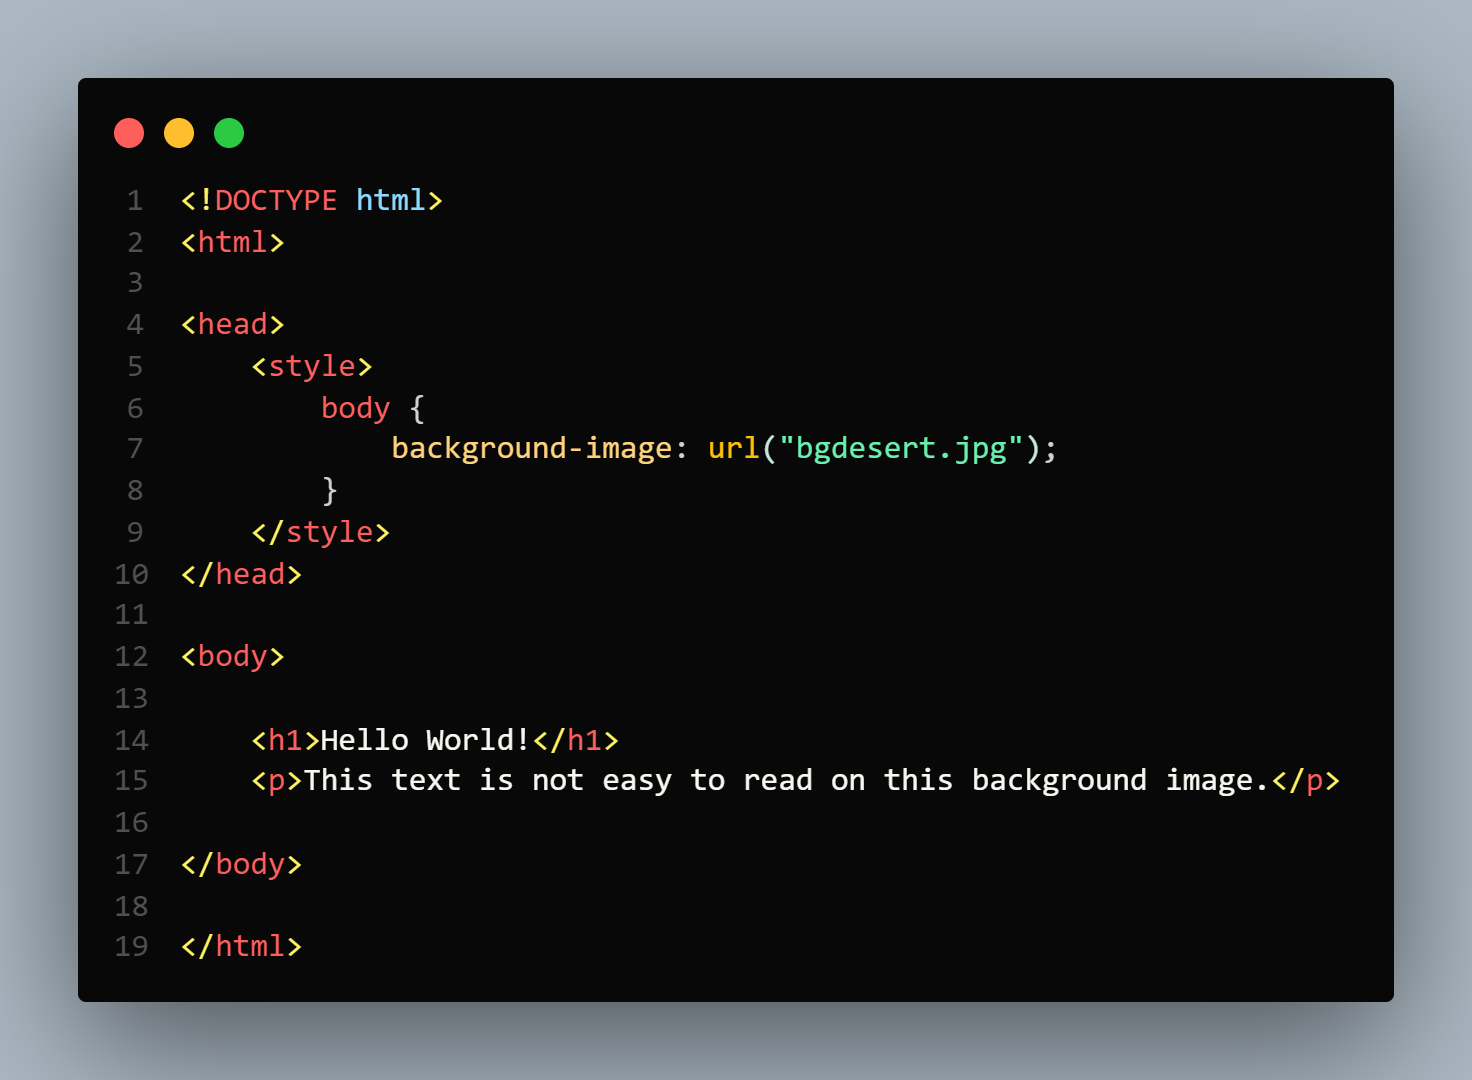 1 <!DOCTYPE html>
2 <html>
3
4 <head>
5     <style>
6         body {
7             background-image: url("bgdesert.jpg");
8         }
9     </style>
10 </head>
11
12 <body>
13
14     <h1>Hello World!</h1>
15     <p>This text is not easy to read on this background image.</p>
16
17 </body>
18
19 </html>